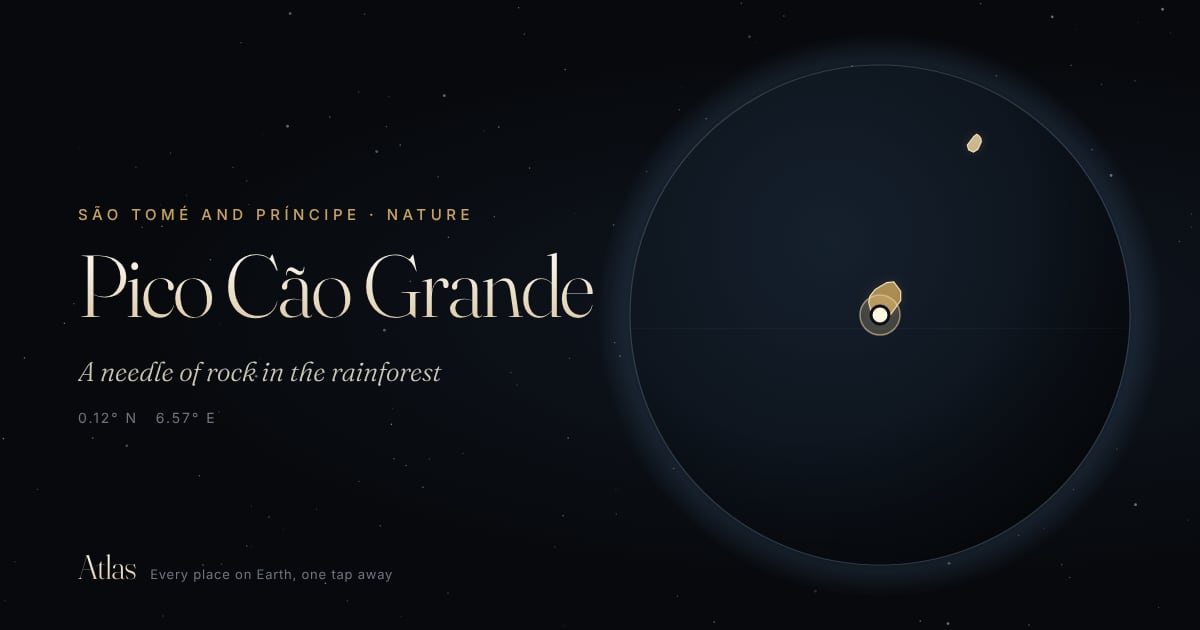 SÃO TOMÉ AND PRÍNCIPE · NATURE
Pico Cão Grande
A needle of rock in the rainforest
0.12° N 6.57° E
Atlas Every place on Earth, one tap away